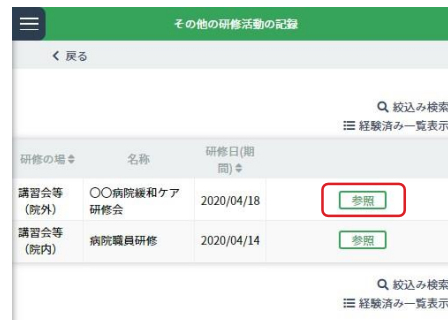 その他の研修活動の記録
戻る
絞込み検索
経験済み一覧表示
研修の場 名称 研修日(期
間)
講習会等
(院外) 〇〇病院緩和ケア
研修会 2020/04/18 参照
講習会等
(院内) 病院職員研修 2020/04/14 参照
絞込み検索
経験済み一覧表示